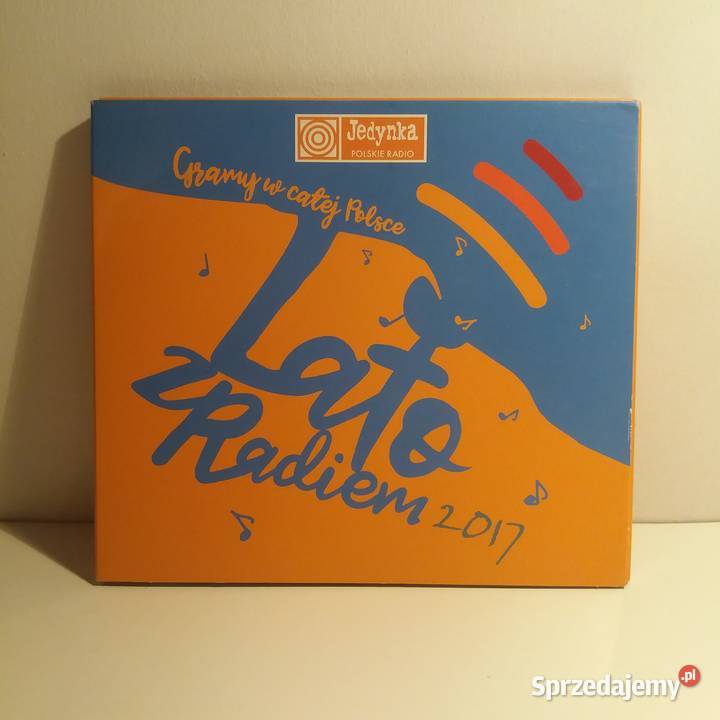 Jedynka
POLSKIE RADIO
Gramy w całej Polsce
Lato
z Radiem 2017
Sprzedajemy.pl